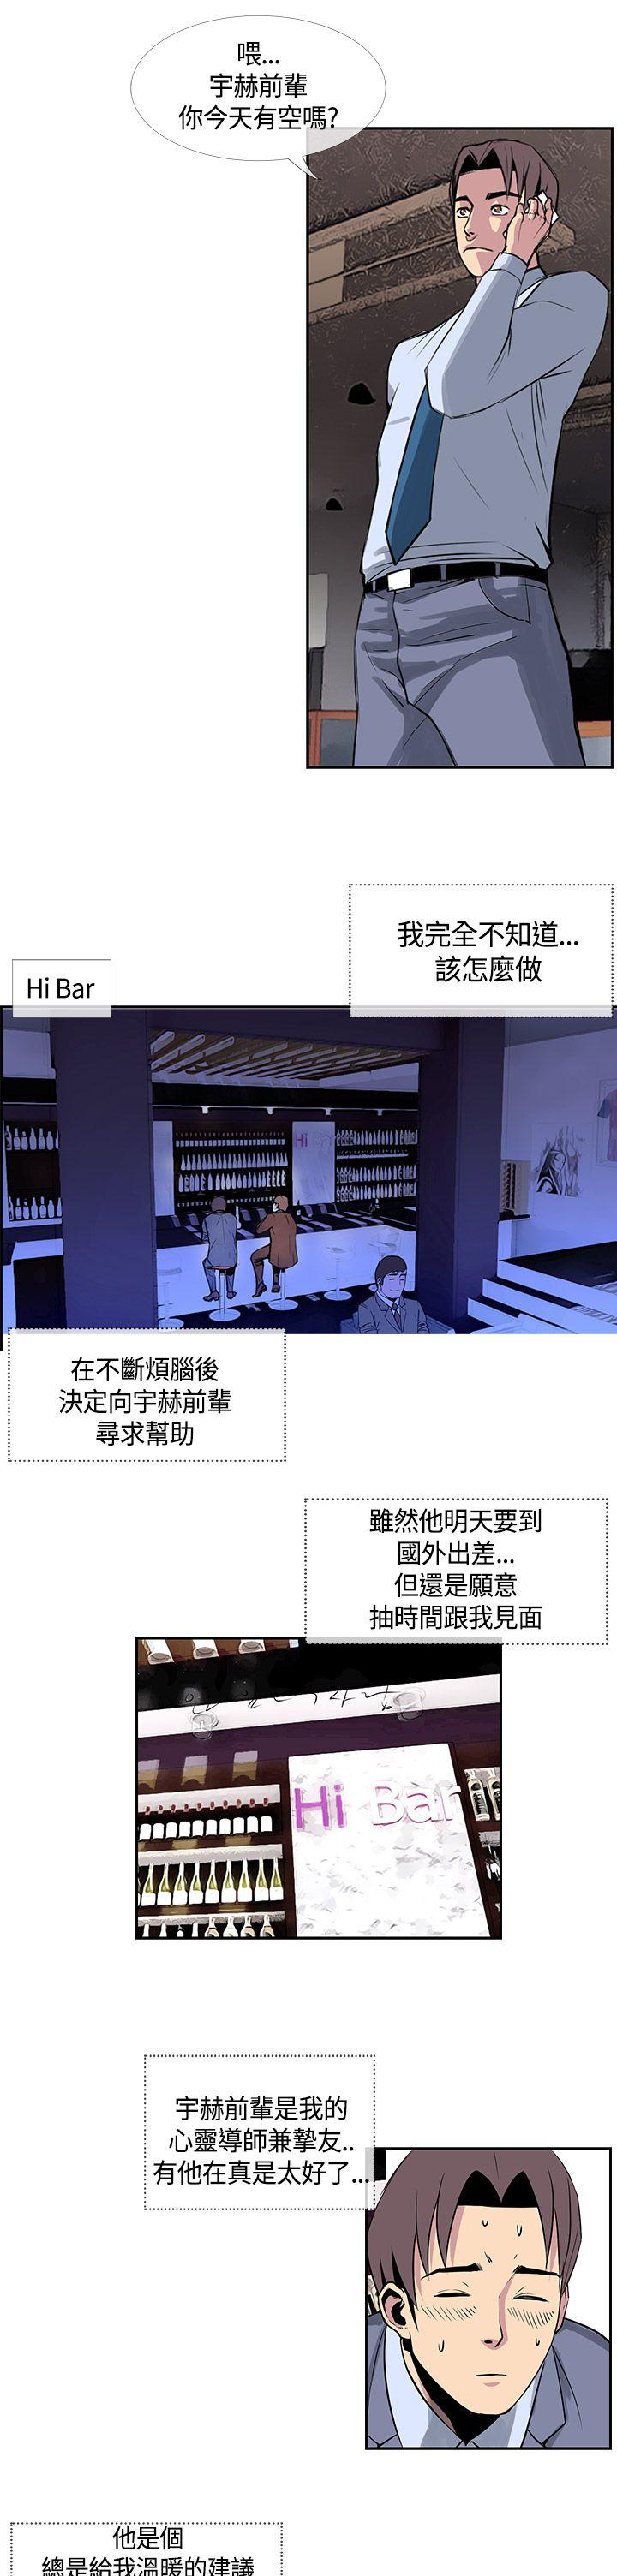 喂...
宇赫前輩
你今天有空嗎?
我完全不知道...
該怎麼做
Hi Bar
Hi Bar
在不斷煩腦後
決定向宇赫前輩
尋求幫助
雖然他明天要到
國外出差...
但還是願意
抽時間跟我見面
Hi Bar
宇赫前輩是我的
心靈導師兼摯友..
有他在真是太好了...
他是個
總是給我溫暖的建議